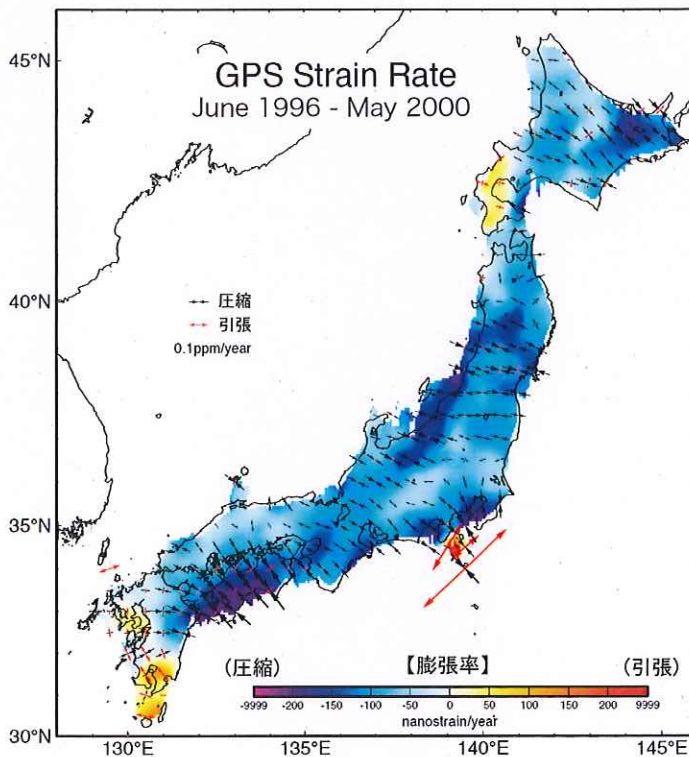 GPS Strain Rate
June 1996 - May 2000
45°N
40°N
35°N
30°N
圧縮
引張
0.1ppm/year
(圧縮) 【膨張率】 (引張)
-9999 -200 -150 -100 -50 0 50 100 150 200 9999
nanostrain/year
130°E 135°E 140°E 145°E